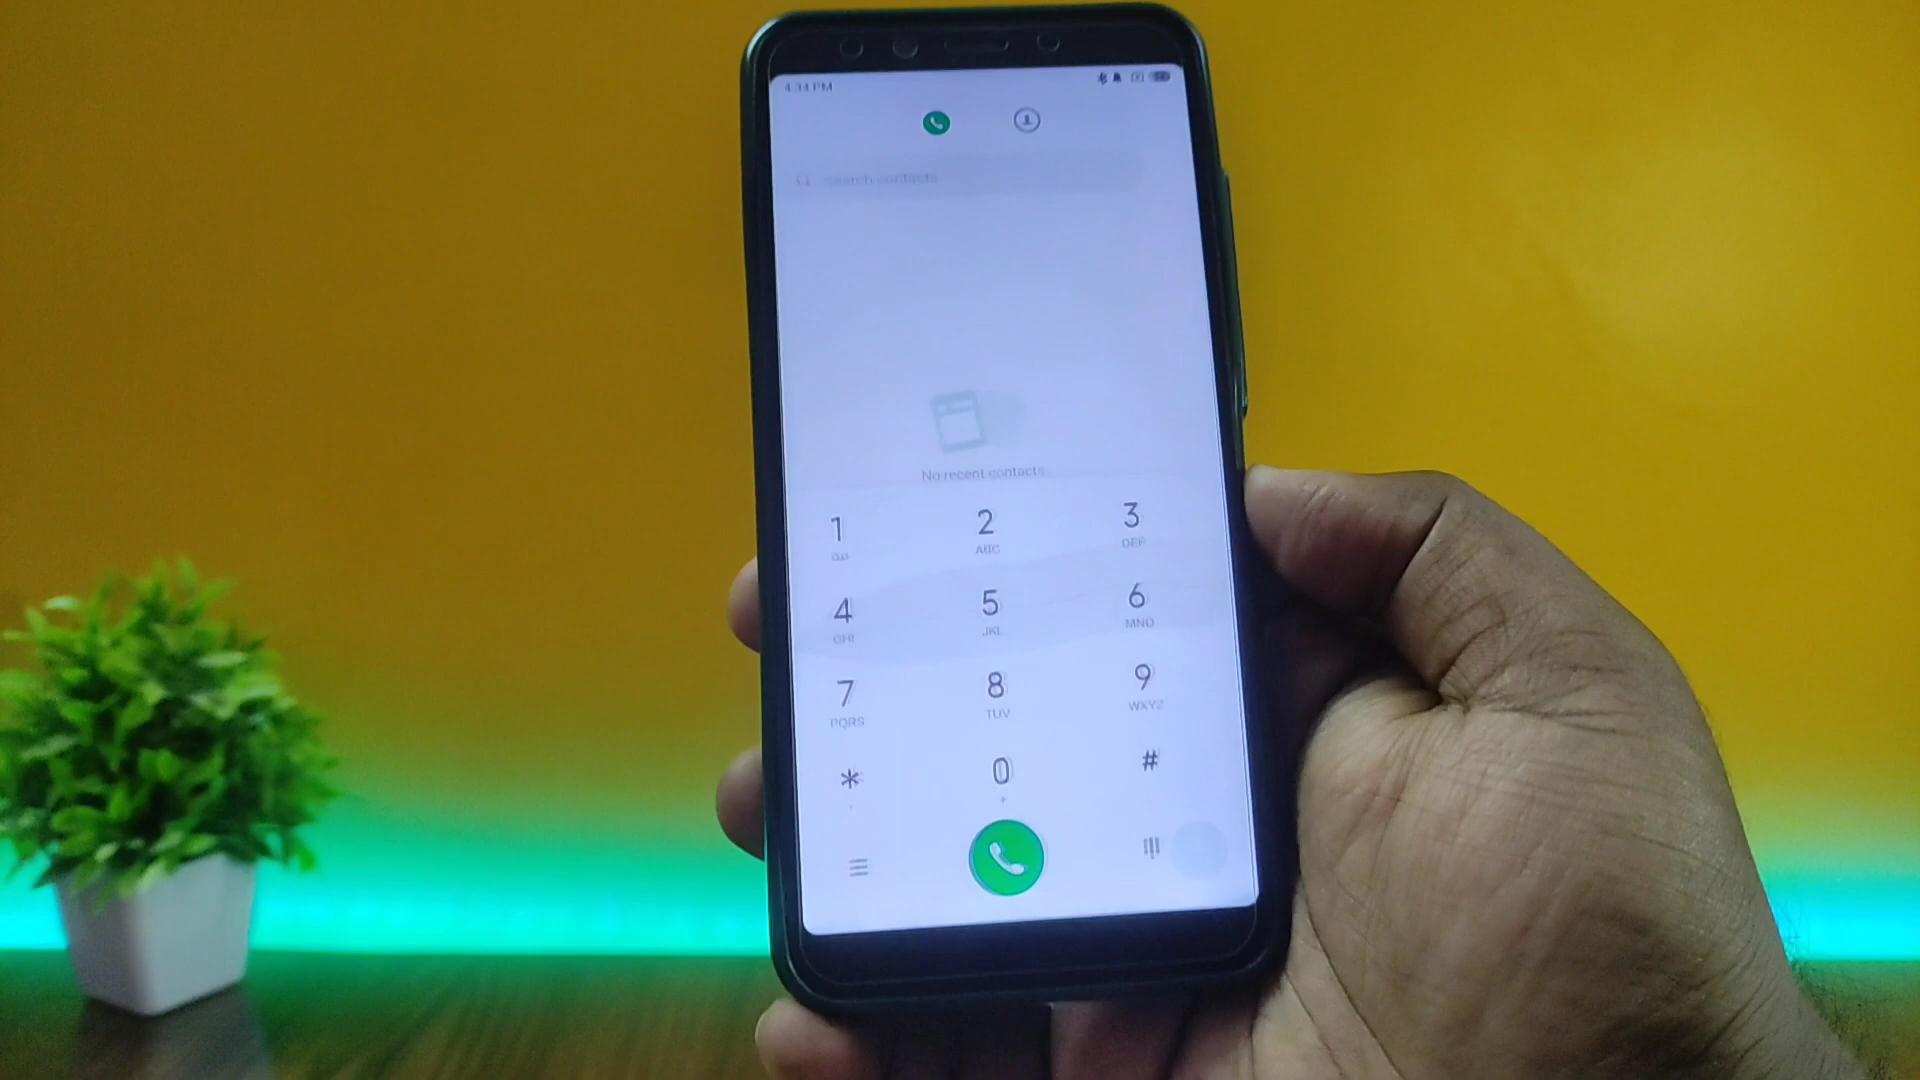 4:34 PM
Search contacts
No recent contacts
1 2 3
ABC DEF
4 5 6
GHI JKL MNO
7 8 9
PQRS TUV WXYZ
* 0 #
, +